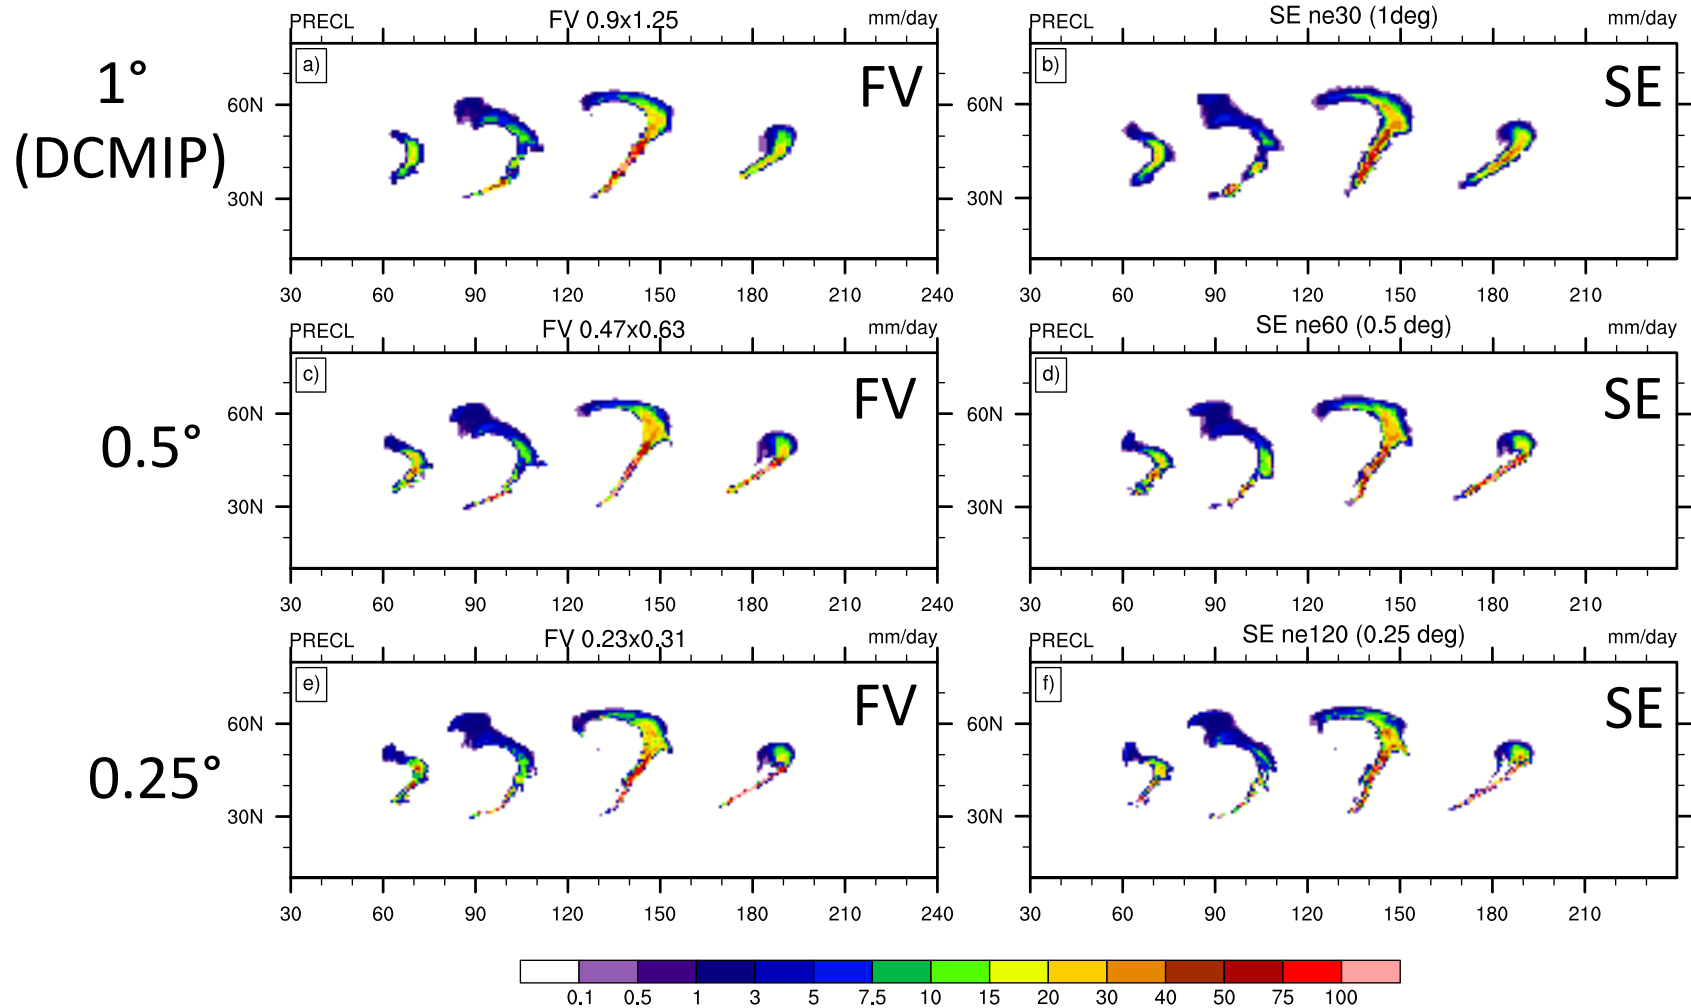 PRECL FV 0.9x1.25 mm/day
PRECL SE ne30 (1deg) mm/day
1°
(DCMIP)
a) FV
b) SE
60N
30N
60N
30N
30 60 90 120 150 180 210 240
30 60 90 120 150 180 210
PRECL FV 0.47x0.63 mm/day
PRECL SE ne60 (0.5 deg) mm/day
0.5°
c) FV
d) SE
60N
30N
60N
30N
30 60 90 120 150 180 210 240
30 60 90 120 150 180 210
PRECL FV 0.23x0.31 mm/day
PRECL SE ne120 (0.25 deg) mm/day
0.25°
e) FV
f) SE
60N
30N
60N
30N
30 60 90 120 150 180 210 240
30 60 90 120 150 180 210
0.1 0.5 1 3 5 7.5 10 15 20 30 40 50 75 100